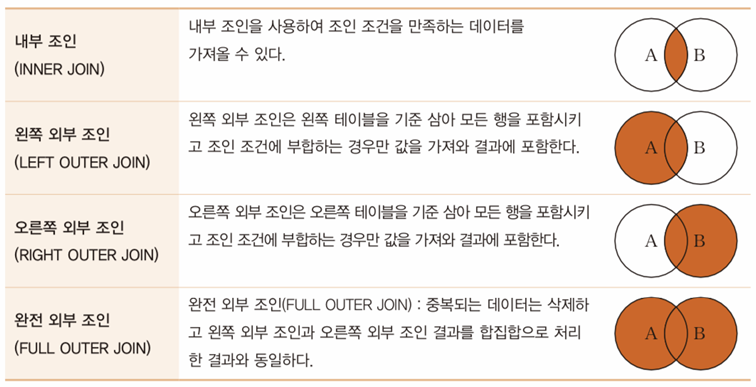 내부 조인
(INNER JOIN)
내부 조인을 사용하여 조인 조건을 만족하는 데이터를
가져올 수 있다.
A B
왼쪽 외부 조인
(LEFT OUTER JOIN)
왼쪽 외부 조인은 왼쪽 테이블을 기준 삼아 모든 행을 포함시키
고 조인 조건에 부합하는 경우만 값을 가져와 결과에 포함한다.
A B
오른쪽 외부 조인
(RIGHT OUTER JOIN)
오른쪽 외부 조인은 오른쪽 테이블을 기준 삼아 모든 행을 포함시키
고 조인 조건에 부합하는 경우만 값을 가져와 결과에 포함한다.
A B
완전 외부 조인
(FULL OUTER JOIN)
완전 외부 조인(FULL OUTER JOIN) : 중복되는 데이터는 삭제하
고 왼쪽 외부 조인과 오른쪽 외부 조인 결과를 합집합으로 처리
한 결과와 동일하다.
A B